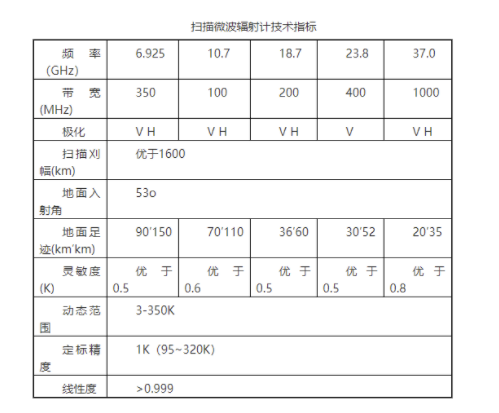 扫描微波辐射计技术指标
频 率 6.925 10.7 18.7 23.8 37.0
(GHz)
带 宽 350 100 200 400 1000
(MHz)
极化 V H V H V H V V H
扫描刈 优于1600
幅(km)
地面入 53o
射角
地面足 90'150 70'110 36'60 30'52 20'35
迹(km'km)
灵敏度 优 于 优 于 优 于 优 于 优 于
(K) 0.5 0.6 0.5 0.5 0.8
动态范 3-350K
围
定标精 1K (95~320K)
度
线性度 >0.999